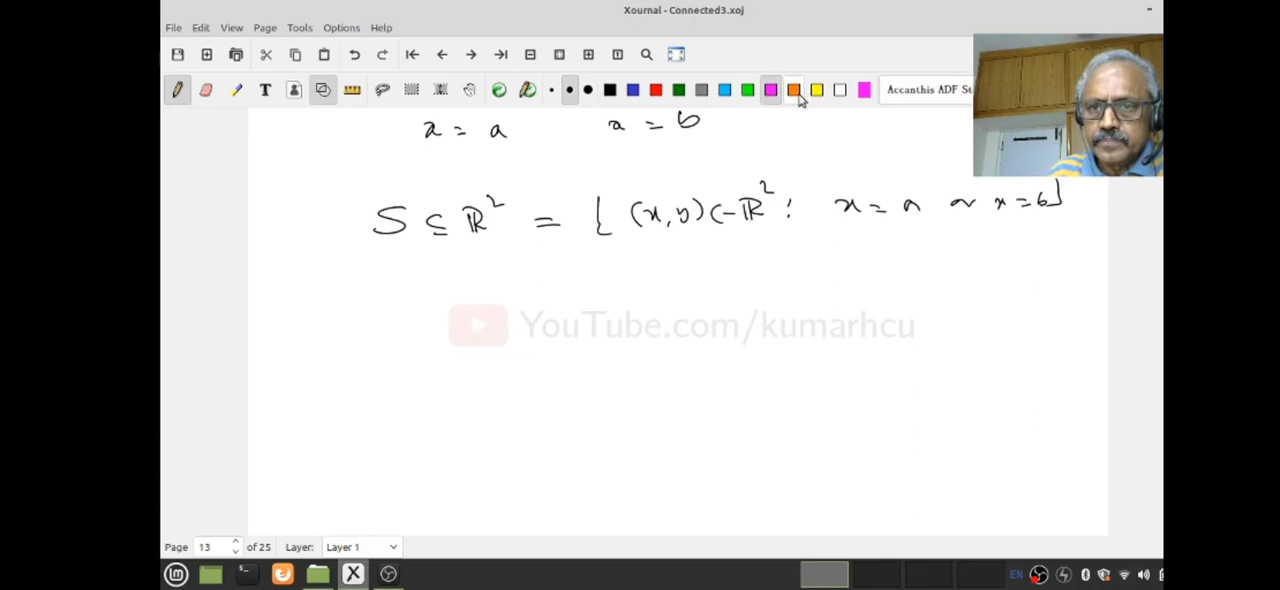 Xournal - Connected3.xoj
File Edit View Page Tools Options Help
T Accanthis ADF St
x = a x = b
S ⊆ ℝ² = { (x,y) ∈ ℝ² : x = a or x = b }
YouTube.com/kumarhcu
Page 13 of 25 Layer: Layer 1
EN